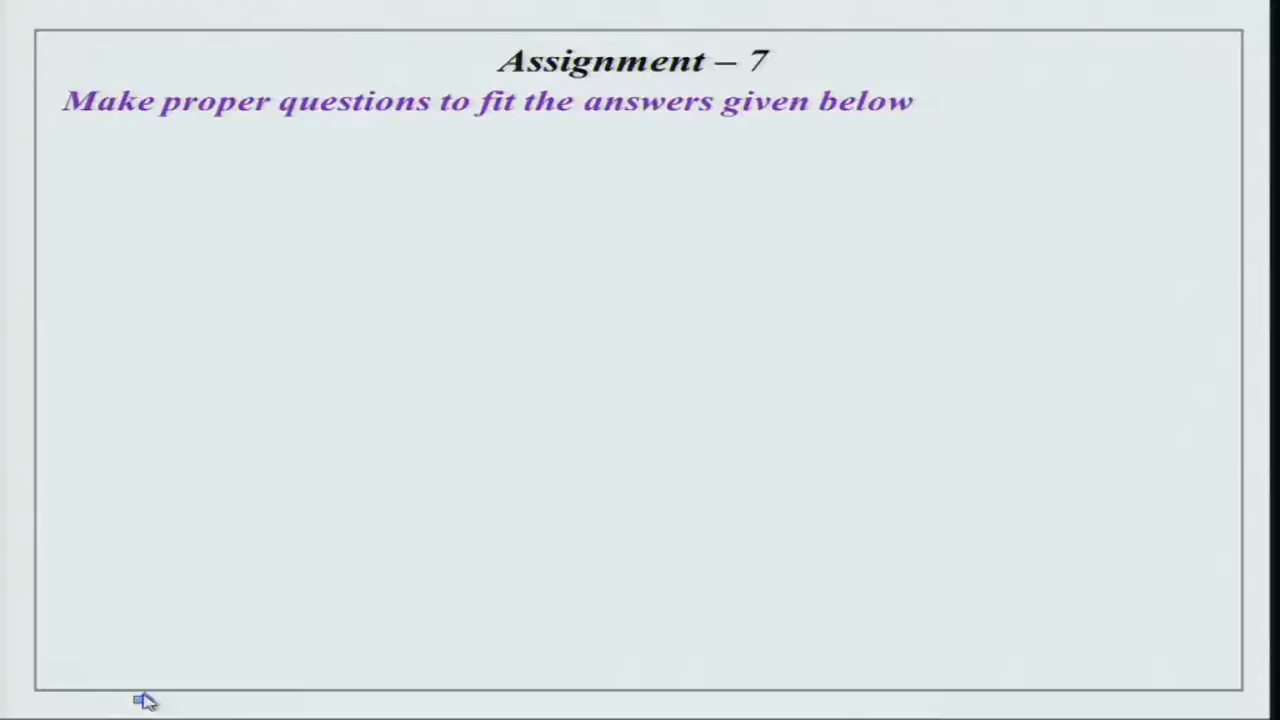 Assignment – 7
Make proper questions to fit the answers given below